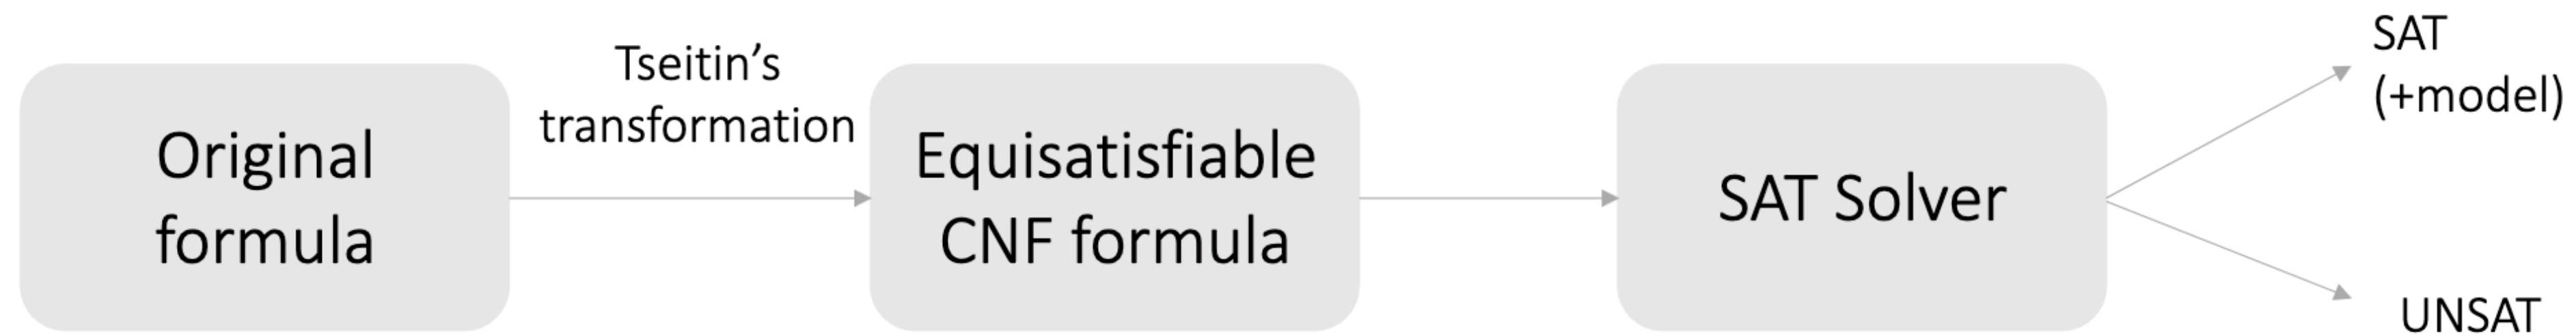 Original
formula
Tseitin’s
transformation
Equisatisfiable
CNF formula
SAT Solver
SAT
(+model)
UNSAT